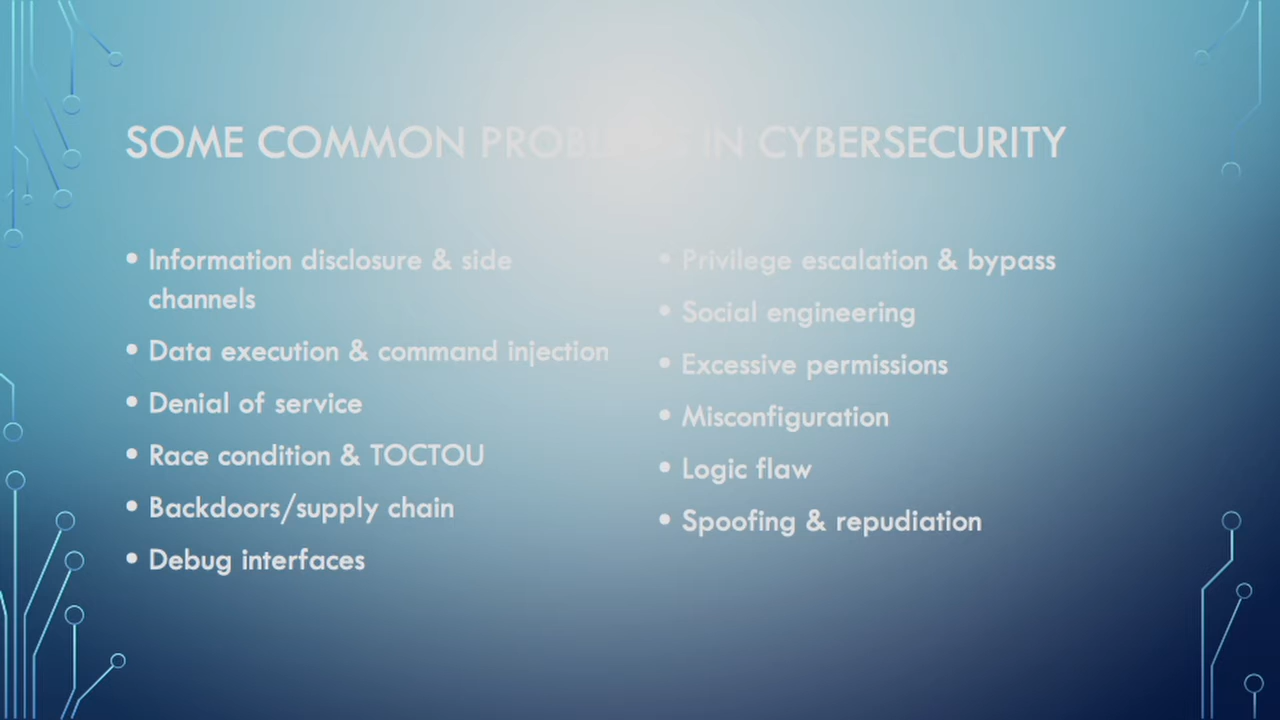 SOME COMMON PROBLEMS IN CYBERSECURITY
• Information disclosure & side
channels
• Data execution & command injection
• Denial of service
• Race condition & TOCTOU
• Backdoors/supply chain
• Debug interfaces
• Privilege escalation & bypass
• Social engineering
• Excessive permissions
• Misconfiguration
• Logic flaw
• Spoofing & repudiation